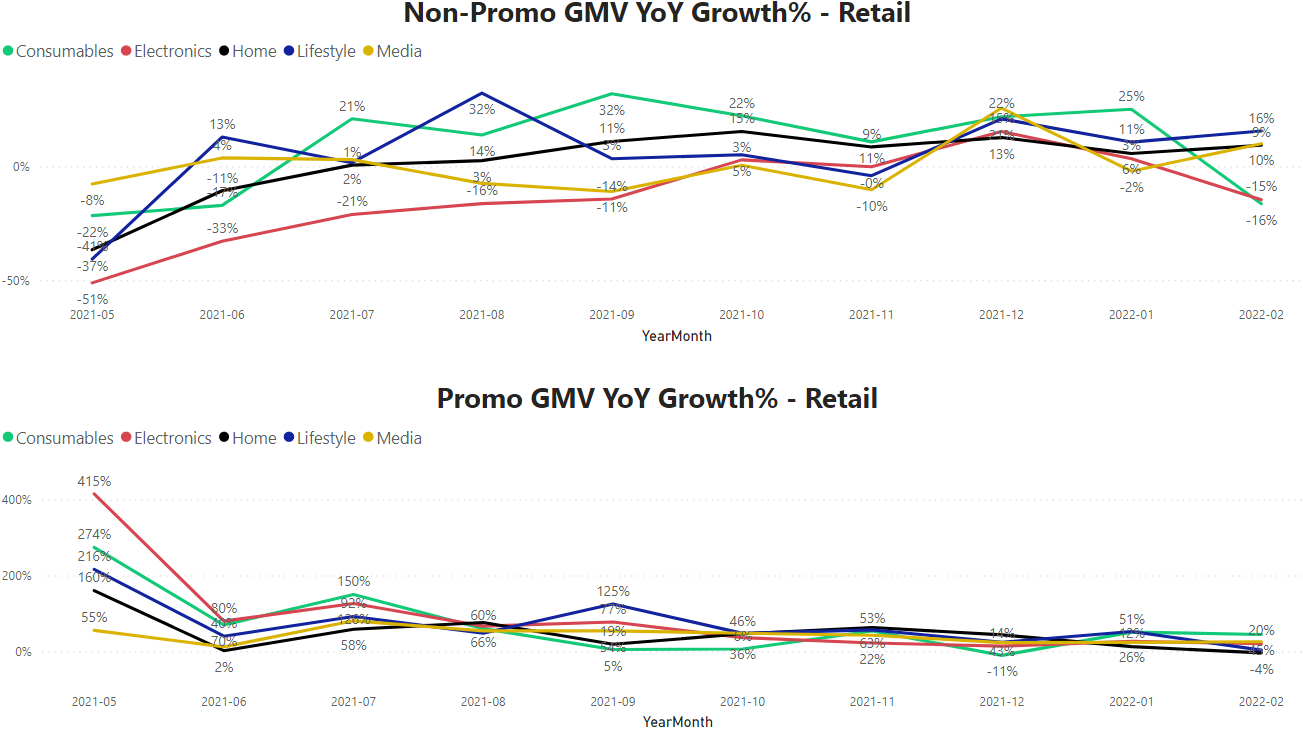 Non-Promo GMV YoY Growth% - Retail
Consumables Electronics Home Lifestyle Media
21% 32% 22% 22% 25%
13% 32% 11% 15% 9% 11% 16%
4% 1% 14% 3% 11% 13% 3% 9%
0%
-11% 2% 3% 5% -0% 6% 10%
-8% -21% -16% -14% -10% -2% -15%
-22% -33% -11% -16%
-37%
-50%
-51%
2021-05 2021-06 2021-07 2021-08 2021-09 2021-10 2021-11 2021-12 2022-01 2022-02
YearMonth
Promo GMV YoY Growth% - Retail
Consumables Electronics Home Lifestyle Media
415%
400%
274%
216%
200%
160% 150% 125%
55% 80% 92% 60% 77% 46% 53% 14% 51% 20%
70% 126% 19% 63% 12%
0%
2% 58% 66% 5% 36% 22% -11% 26% -4%
2021-05 2021-06 2021-07 2021-08 2021-09 2021-10 2021-11 2021-12 2022-01 2022-02
YearMonth